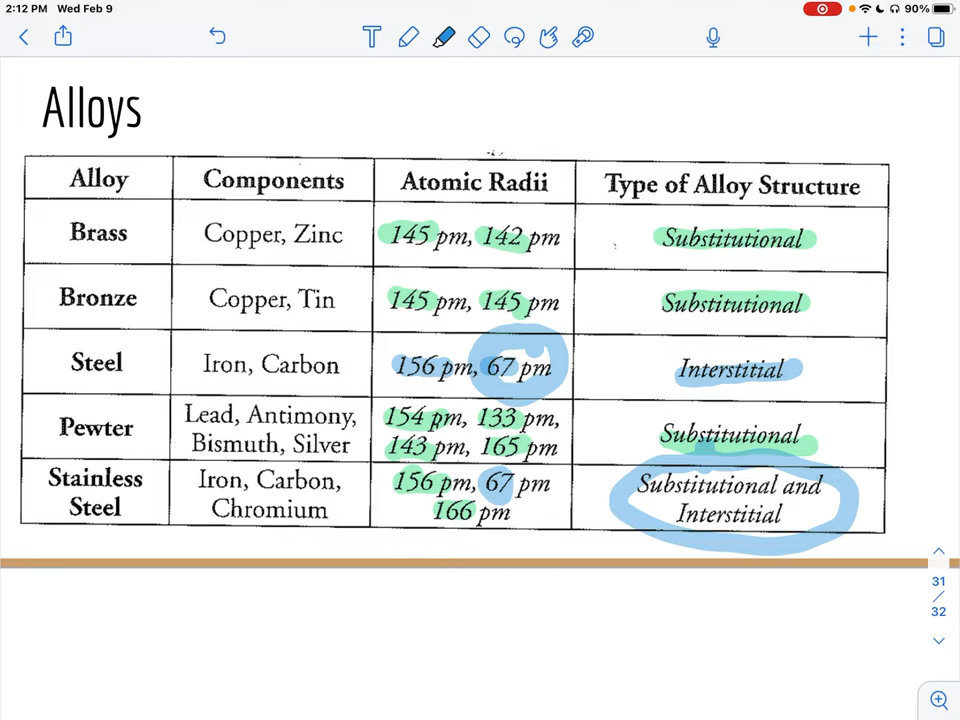 2:12 PM Wed Feb 9
90%
Alloys
Alloy Components Atomic Radii Type of Alloy Structure
Brass Copper, Zinc 145 pm, 142 pm Substitutional
Bronze Copper, Tin 145 pm, 145 pm Substitutional
Steel Iron, Carbon 156 pm, 67 pm Interstitial
Pewter Lead, Antimony, Bismuth, Silver 154 pm, 133 pm, 143 pm, 165 pm Substitutional
Stainless Steel Iron, Carbon, Chromium 156 pm, 67 pm 166 pm Substitutional and Interstitial
31
/
32